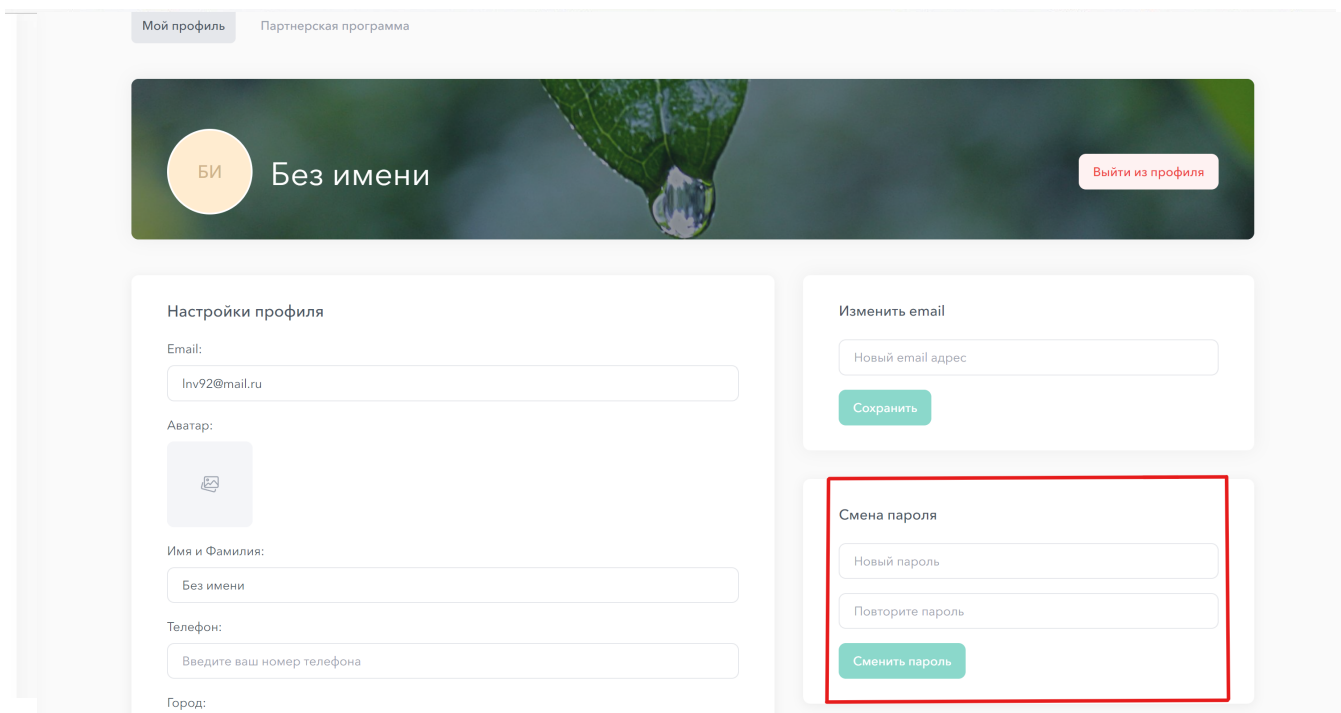 Мой профиль
Партнерская программа
БИ
Без имени
Выйти из профиля
Настройки профиля
Email:
lnv92@mail.ru
Аватар:
Имя и Фамилия:
Без имени
Телефон:
Введите ваш номер телефона
Город:
Изменить email
Новый email адрес
Сохранить
Смена пароля
Новый пароль
Повторите пароль
Сменить пароль